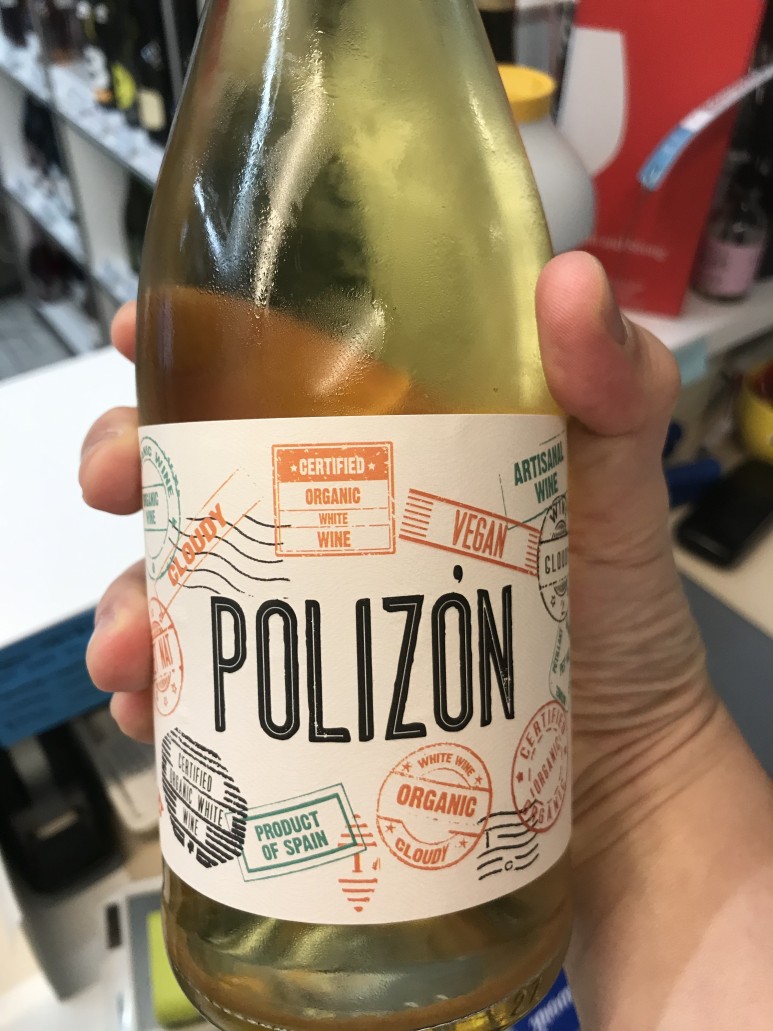 ORGANIC
WINE
CLOUDY
★CERTIFIED★
ORGANIC
WHITE
WINE
VEGAN
ARTISANAL
WINE
POLIZÓN
CERTIFIED
ORGANIC WHITE
WINE
PRODUCT
OF SPAIN
WHITE WINE
ORGANIC
CLOUDY
CERTIFIED
ORGANIC